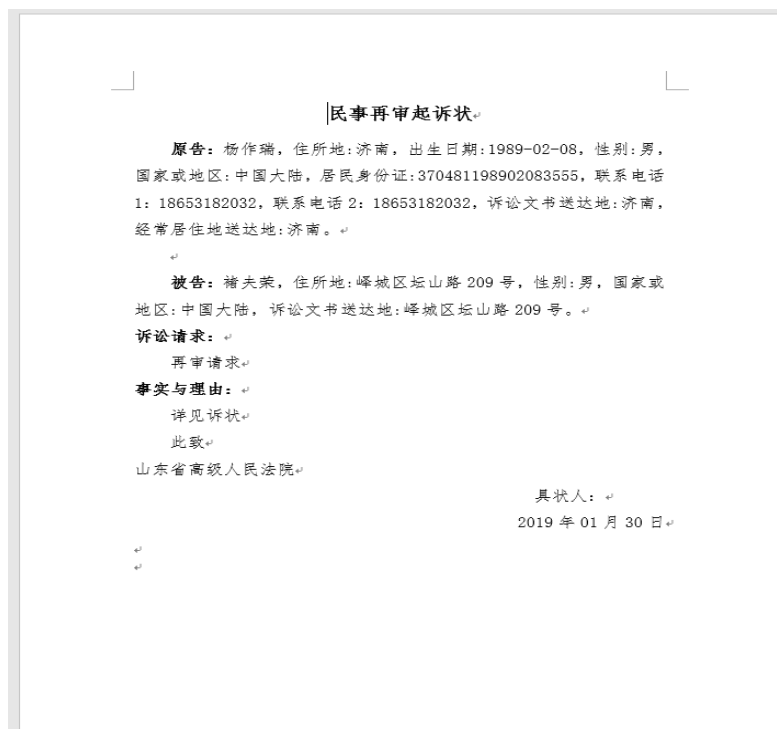 民事再审起诉状
原告：杨作瑞，住所地:济南，出生日期:1989-02-08，性别:男，
国家或地区:中国大陆，居民身份证:370481198902083555，联系电话
1：18653182032，联系电话 2：18653182032，诉讼文书送达地:济南，
经常居住地送达地:济南。
被告：褚夫荣，住所地:峄城区坛山路 209 号，性别:男，国家或
地区:中国大陆，诉讼文书送达地:峄城区坛山路 209 号。
诉讼请求：
再审请求
事实与理由：
详见诉状
此致
山东省高级人民法院
具状人：
2019 年 01 月 30 日